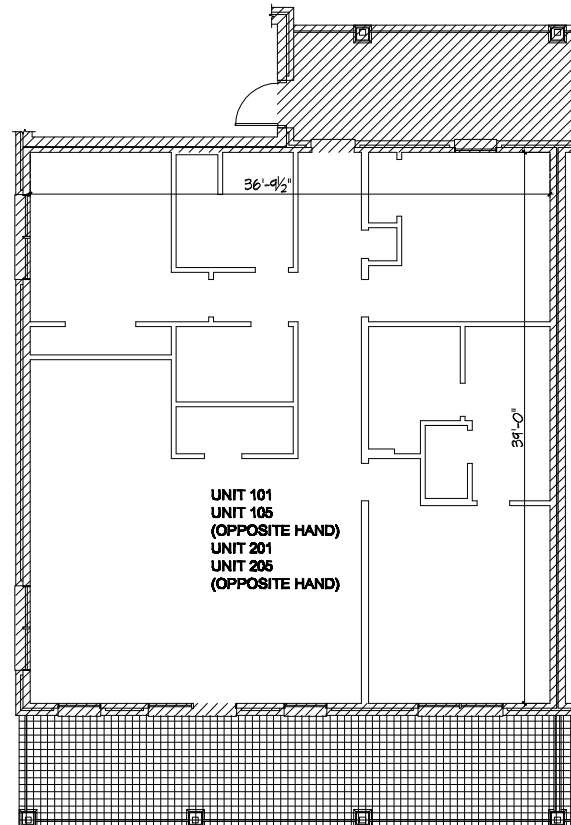 36'-9½"
39'-0"
UNIT 101
UNIT 105
(OPPOSITE HAND)
UNIT 201
UNIT 205
(OPPOSITE HAND)